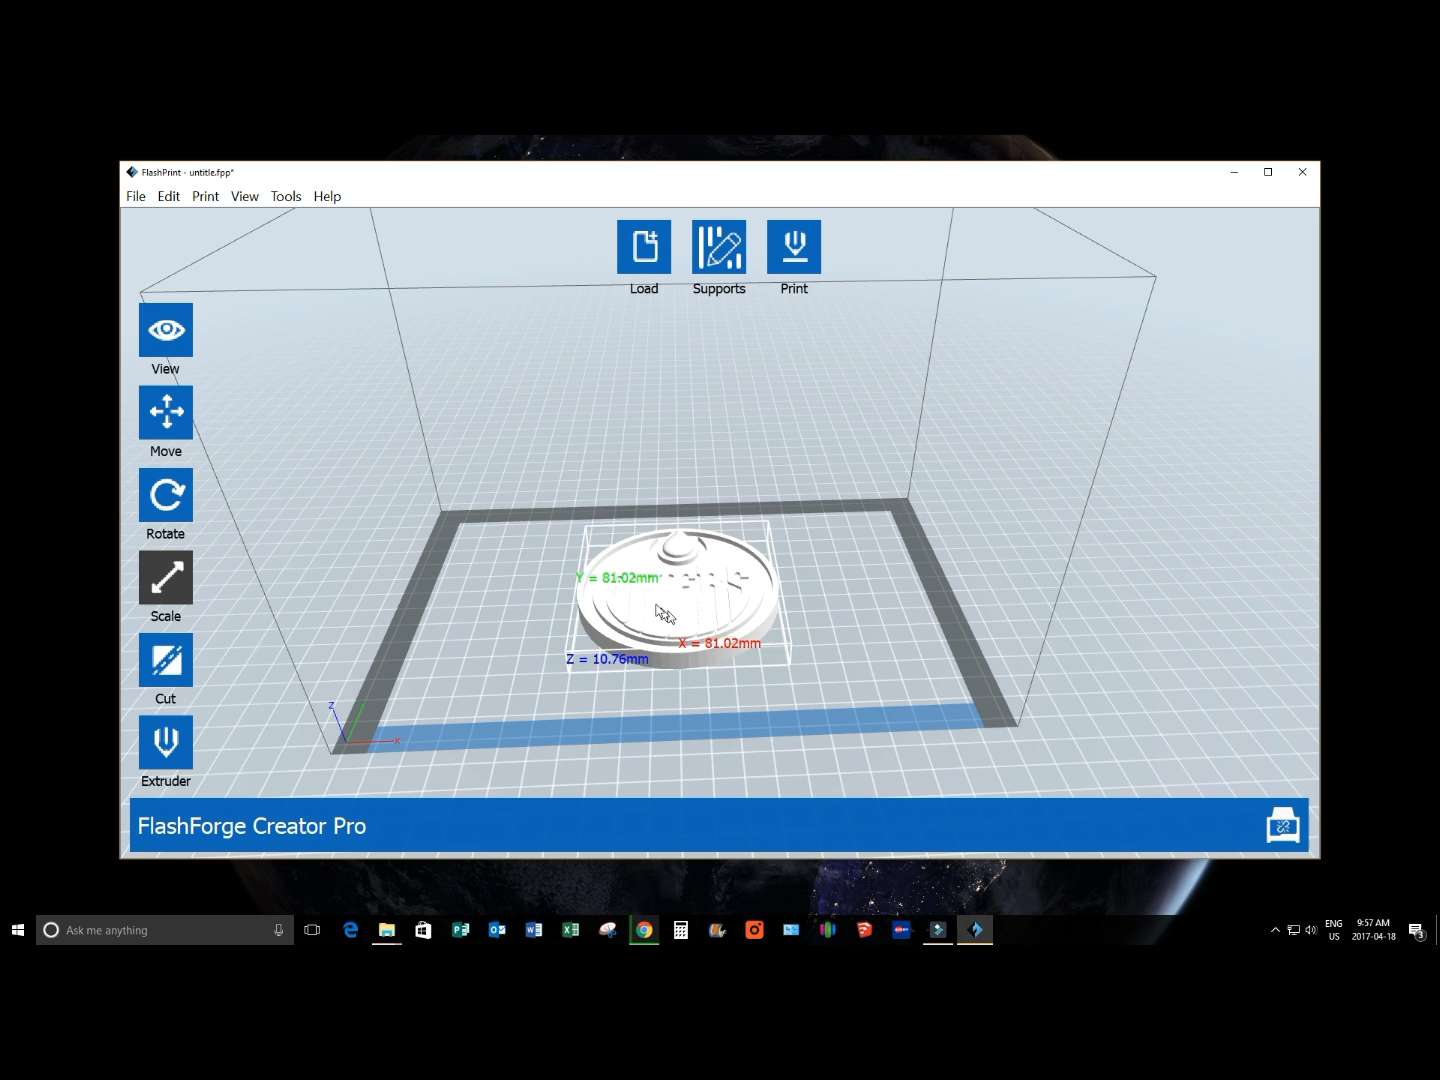 FlashPrint - untitle.fpp*
File Edit Print View Tools Help
Load Supports Print
View
Move
Rotate
Scale
Cut
Extruder
Y = 81.02mm
X = 81.02mm
Z = 10.76mm
Z
X
FlashForge Creator Pro
Ask me anything
ENG
US
9:57 AM
2017-04-18
3